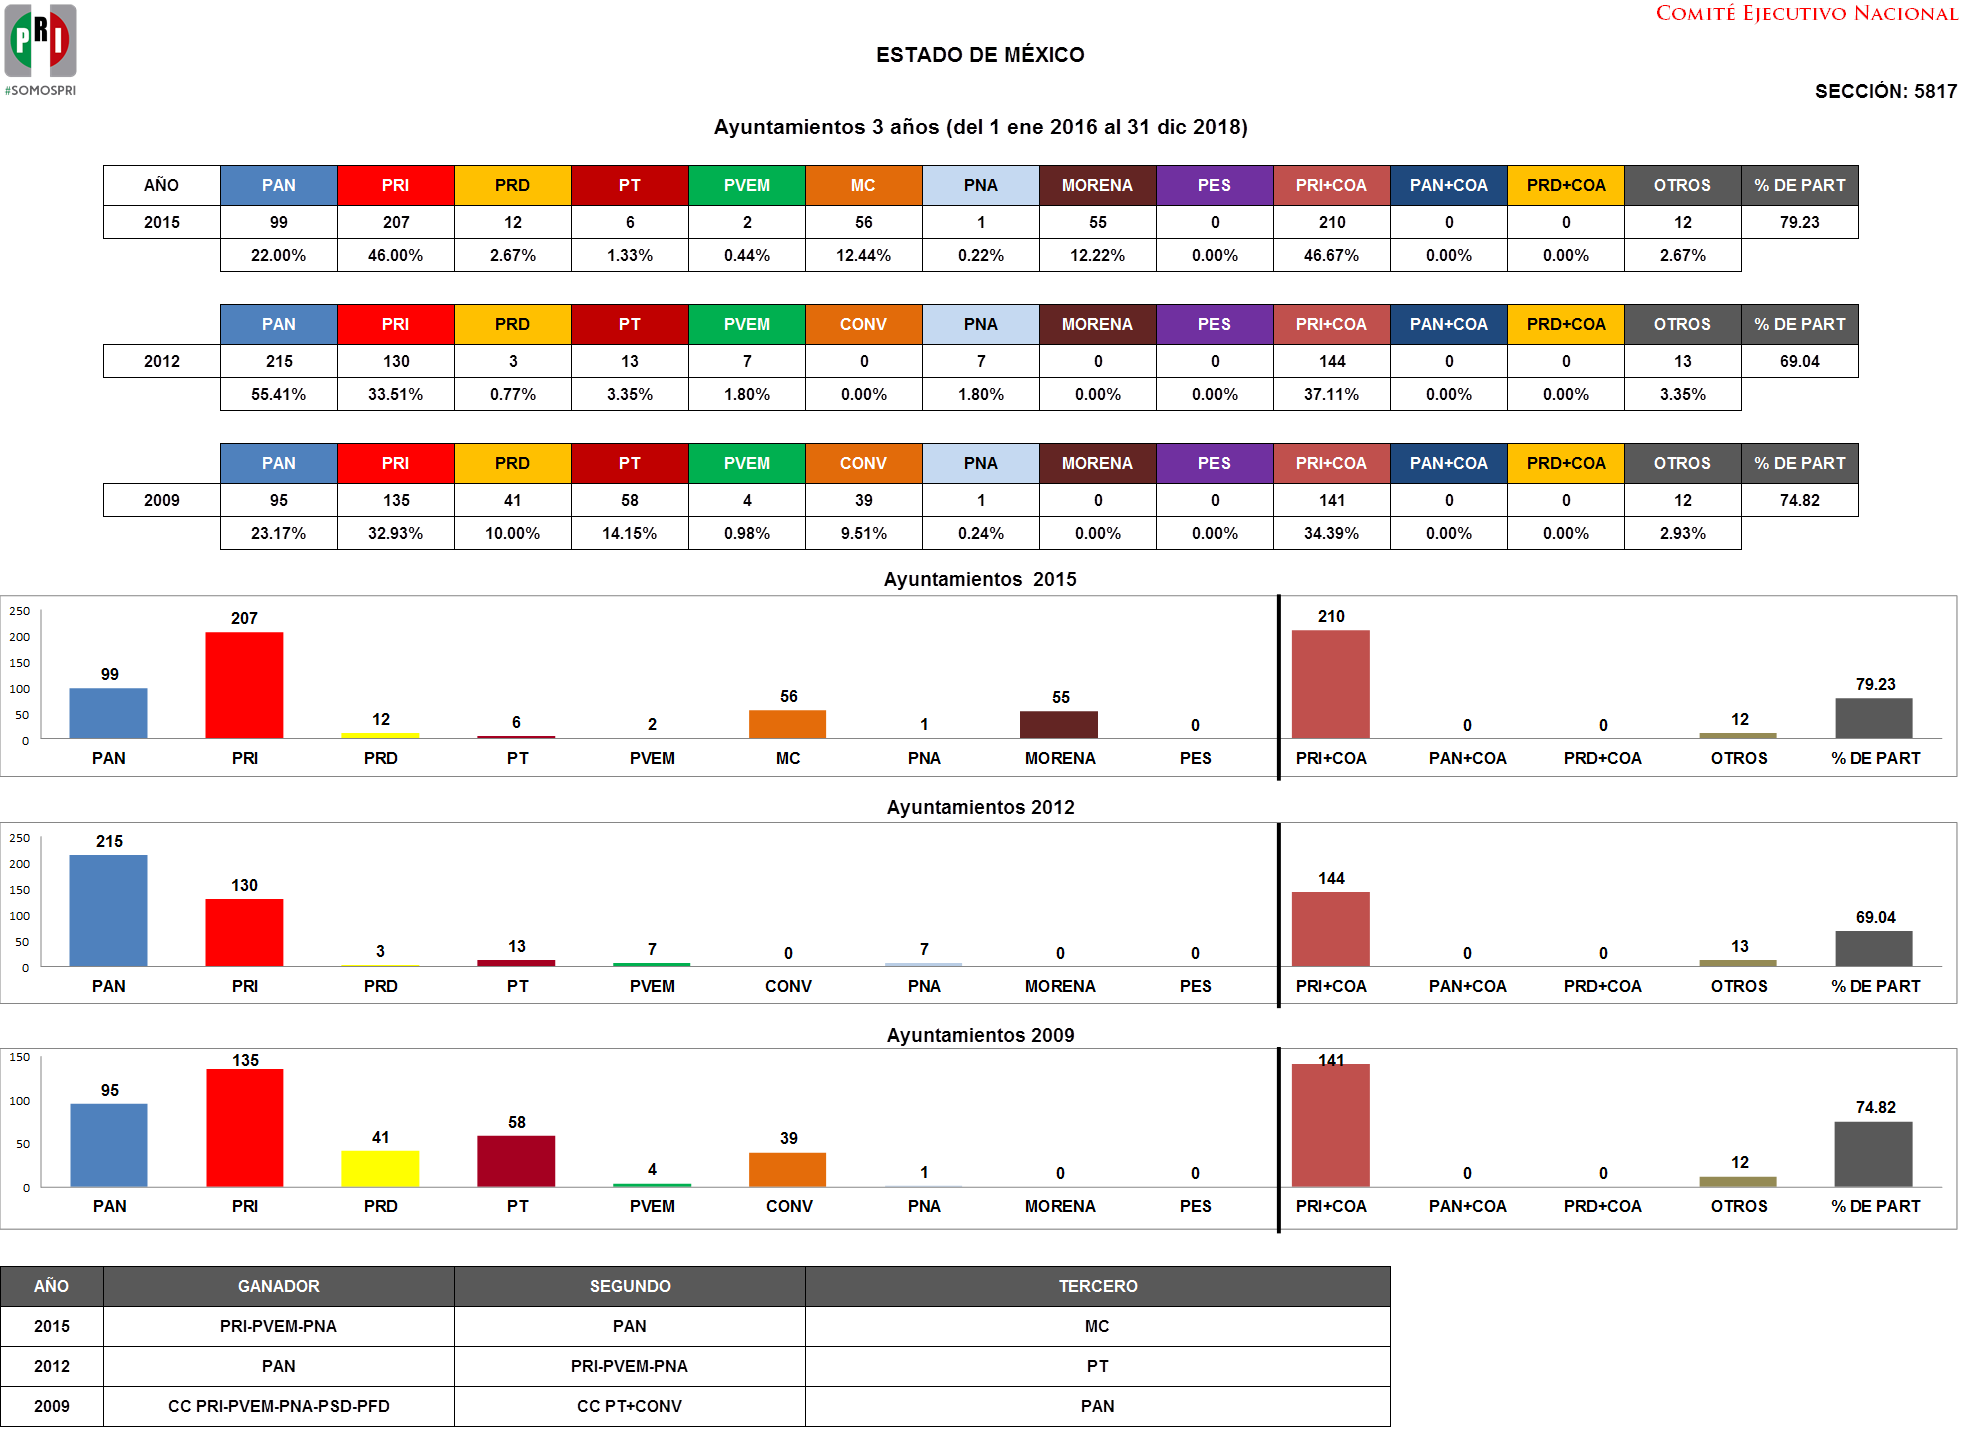 PRI
#SOMOSPRI
COMITÉ EJECUTIVO NACIONAL
ESTADO DE MÉXICO
SECCIÓN: 5817
Ayuntamientos 3 años (del 1 ene 2016 al 31 dic 2018)
AÑO PAN PRI PRD PT PVEM MC PNA MORENA PES PRI+COA PAN+COA PRD+COA OTROS % DE PART
2015 99 207 12 6 2 56 1 55 0 210 0 0 12 79.23
22.00% 46.00% 2.67% 1.33% 0.44% 12.44% 0.22% 12.22% 0.00% 46.67% 0.00% 0.00% 2.67%
PAN PRI PRD PT PVEM CONV PNA MORENA PES PRI+COA PAN+COA PRD+COA OTROS % DE PART
2012 215 130 3 13 7 0 7 0 0 144 0 0 13 69.04
55.41% 33.51% 0.77% 3.35% 1.80% 0.00% 1.80% 0.00% 0.00% 37.11% 0.00% 0.00% 3.35%
PAN PRI PRD PT PVEM CONV PNA MORENA PES PRI+COA PAN+COA PRD+COA OTROS % DE PART
2009 95 135 41 58 4 39 1 0 0 141 0 0 12 74.82
23.17% 32.93% 10.00% 14.15% 0.98% 9.51% 0.24% 0.00% 0.00% 34.39% 0.00% 0.00% 2.93%
Ayuntamientos 2015
250
200
150
100
50
0
99 207 12 6 2 56 1 55 0 210 0 0 12 79.23
PAN PRI PRD PT PVEM MC PNA MORENA PES PRI+COA PAN+COA PRD+COA OTROS % DE PART
Ayuntamientos 2012
250
200
150
100
50
0
215 130 3 13 7 0 7 0 0 144 0 0 13 69.04
PAN PRI PRD PT PVEM CONV PNA MORENA PES PRI+COA PAN+COA PRD+COA OTROS % DE PART
Ayuntamientos 2009
150
100
50
0
95 135 41 58 4 39 1 0 0 141 0 0 12 74.82
PAN PRI PRD PT PVEM CONV PNA MORENA PES PRI+COA PAN+COA PRD+COA OTROS % DE PART
AÑO GANADOR SEGUNDO TERCERO
2015 PRI-PVEM-PNA PAN MC
2012 PAN PRI-PVEM-PNA PT
2009 CC PRI-PVEM-PNA-PSD-PFD CC PT+CONV PAN